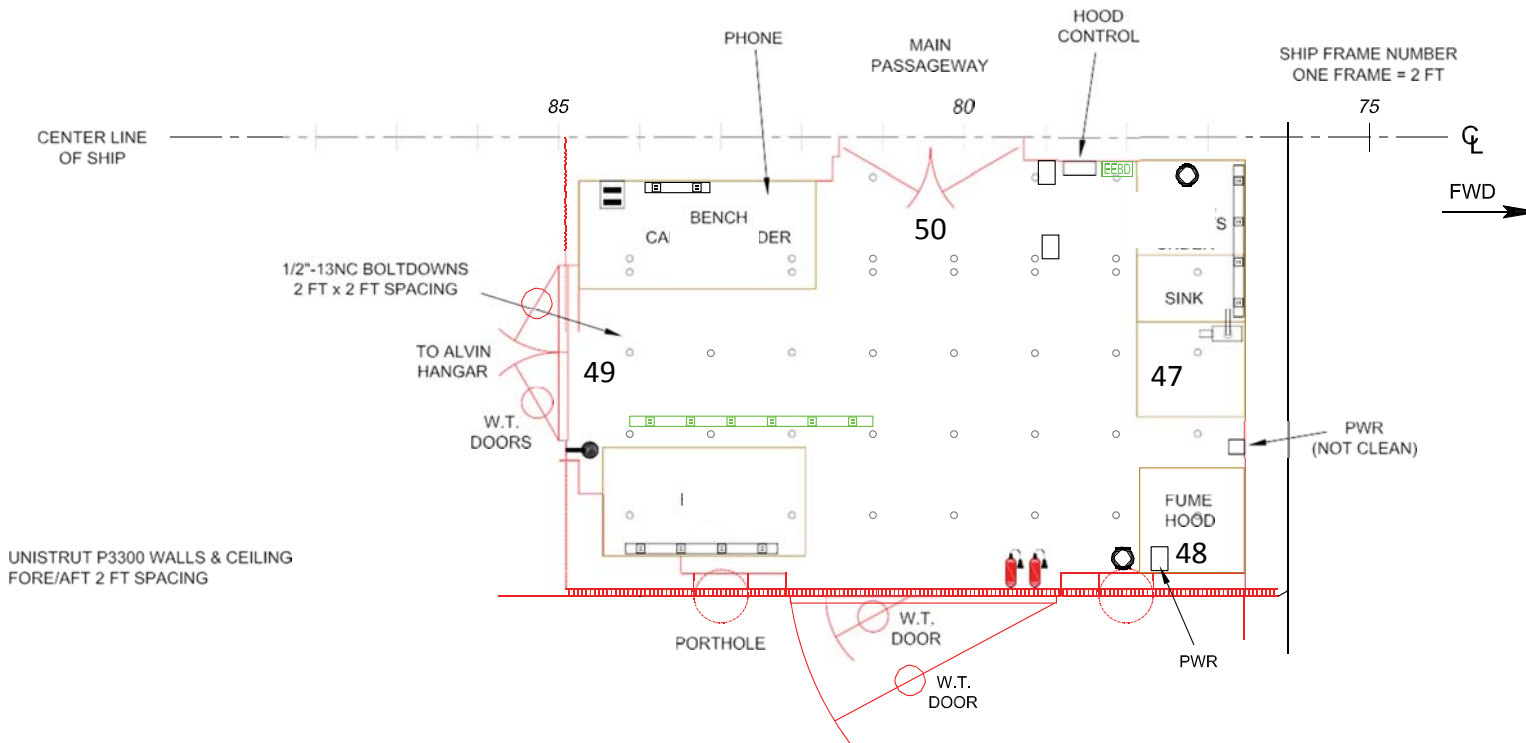 HOOD
CONTROL
PHONE
MAIN
PASSAGEWAY
SHIP FRAME NUMBER
ONE FRAME = 2 FT
85
80
75
CENTER LINE
OF SHIP
CL
EEBD
FWD
BENCH
50
S
CA
DER
1/2"-13NC BOLTDOWNS
2 FT x 2 FT SPACING
SINK
TO ALVIN
HANGAR
49
47
W.T.
DOORS
PWR
(NOT CLEAN)
FUME
HOOD
48
UNISTRUT P3300 WALLS & CEILING
FORE/AFT 2 FT SPACING
PORTHOLE
W.T.
DOOR
PWR
W.T.
DOOR